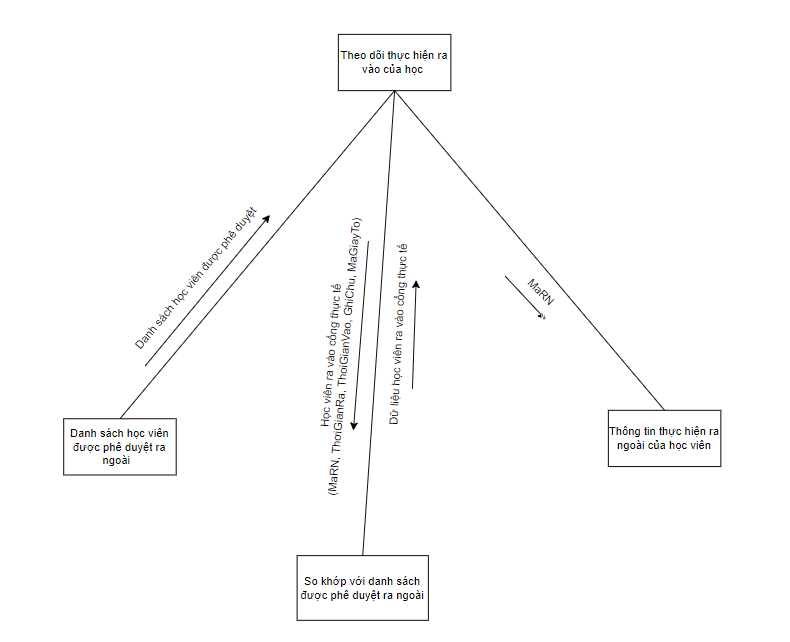 Theo dõi thực hiện ra
vào của học
Danh sách học viên được phê duyệt
Học viên ra vào cổng thực tế
(MaRN, ThoiGianRa, ThoiGianVao, GhiChu, MaGiayTo)
Dữ liệu học viên ra vào cổng thực tế
MaRN
Danh sách học viên
được phê duyệt ra
ngoài
Thông tin thực hiện ra
ngoài của học viên
So khớp với danh sách
được phê duyệt ra ngoài